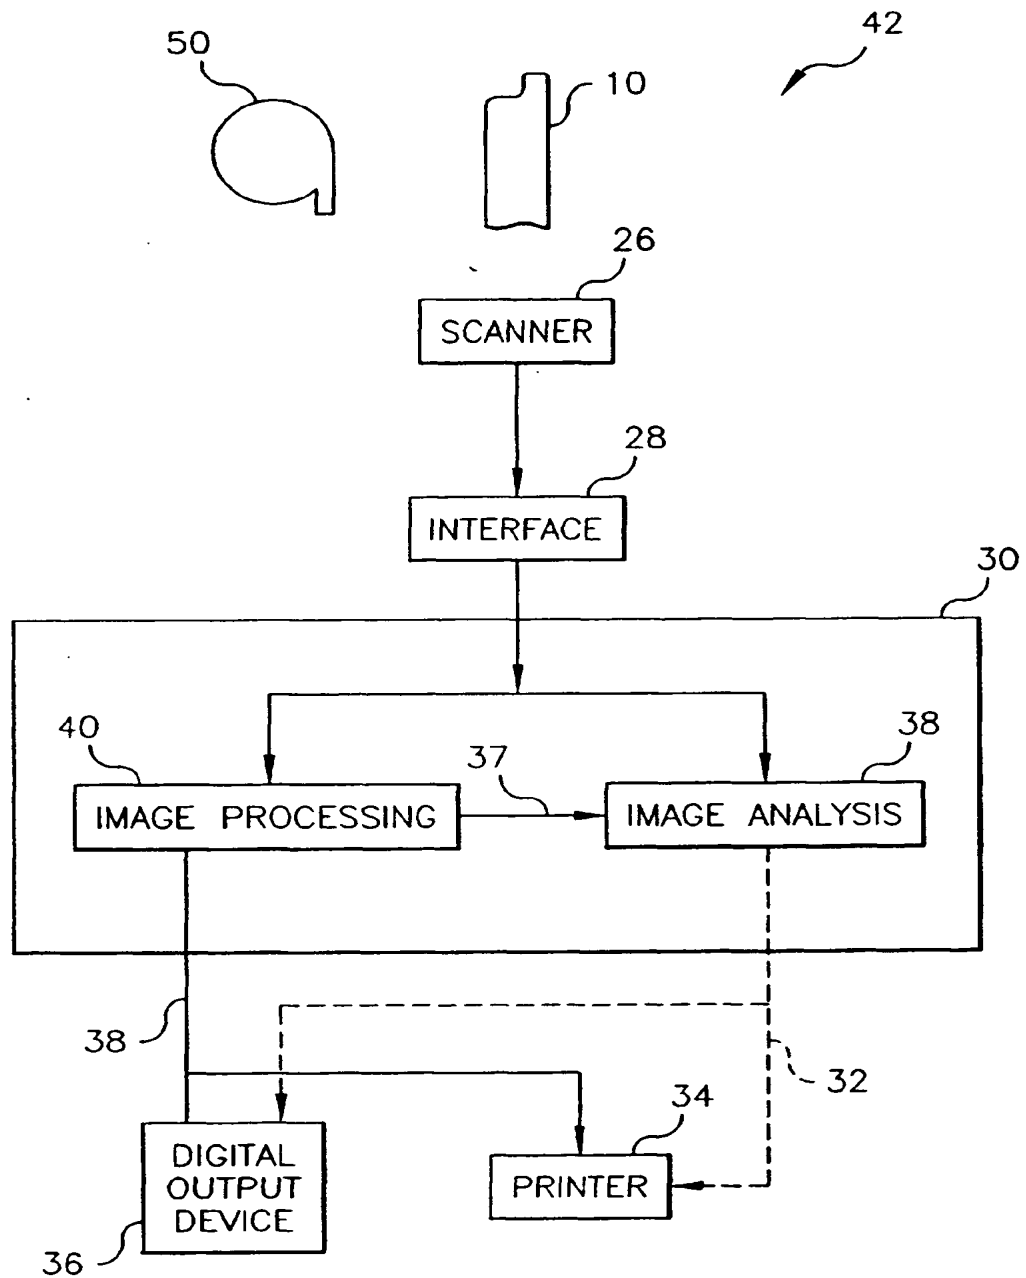 42
50
10
26
SCANNER
28
INTERFACE
30
40
37
38
IMAGE PROCESSING
IMAGE ANALYSIS
38
32
34
DIGITAL
OUTPUT
DEVICE
PRINTER
36